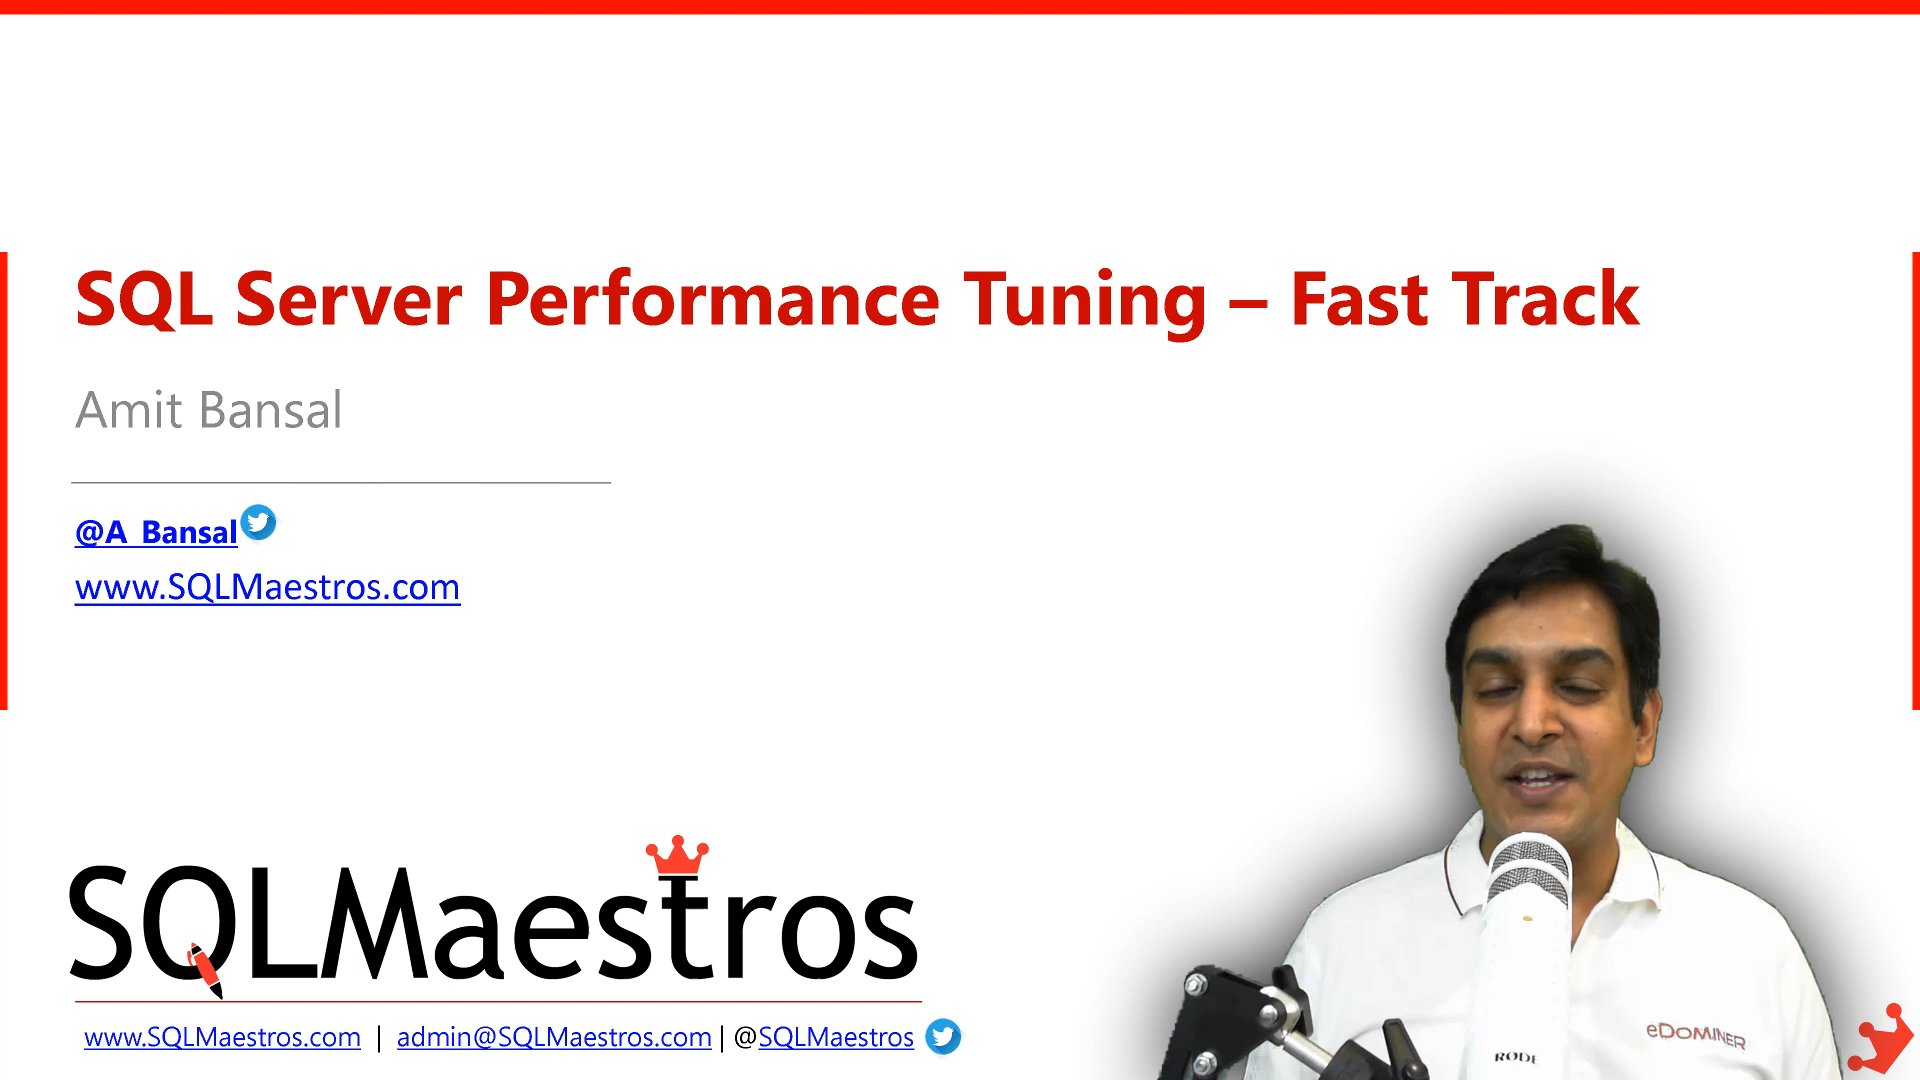 SQL Server Performance Tuning – Fast Track
Amit Bansal
@A_Bansal
www.SQLMaestros.com
SQLMaestros
www.SQLMaestros.com | admin@SQLMaestros.com | @SQLMaestros
eDOMINER
RØDE